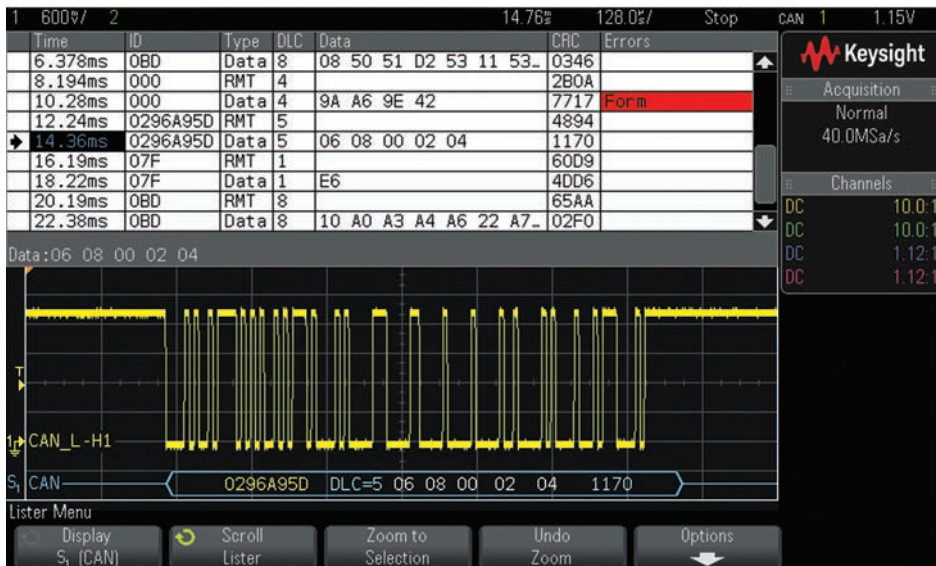 1 600♉/ 2 14.76㎳ 128.0㎲/ Stop CAN 1 1.15V
Time ID Type DLC Data CRC Errors
6.378ms 0BD Data 8 08 50 51 D2 53 11 53… 0346
8.194ms 000 RMT 4 2B0A
10.28ms 000 Data 4 9A A6 9E 42 7717 Form
12.24ms 0296A95D RMT 5 4894
14.36ms 0296A95D Data 5 06 08 00 02 04 1170
16.19ms 07F RMT 1 60D9
18.22ms 07F Data 1 E6 4DD6
20.19ms 0BD RMT 8 65AA
22.38ms 0BD Data 8 10 A0 A3 A4 A6 22 A7… 02F0
Data:06 08 00 02 04
Keysight
Acquisition
Normal
40.0MSa/s
Channels
DC 10.0:1
DC 10.0:1
DC 1.12:1
DC 1.12:1
T
1 CAN_L-H1
S1 CAN 0296A95D DLC=5 06 08 00 02 04 1170
Lister Menu
Display
S1 (CAN)
Scroll
Lister
Zoom to
Selection
Undo
Zoom
Options